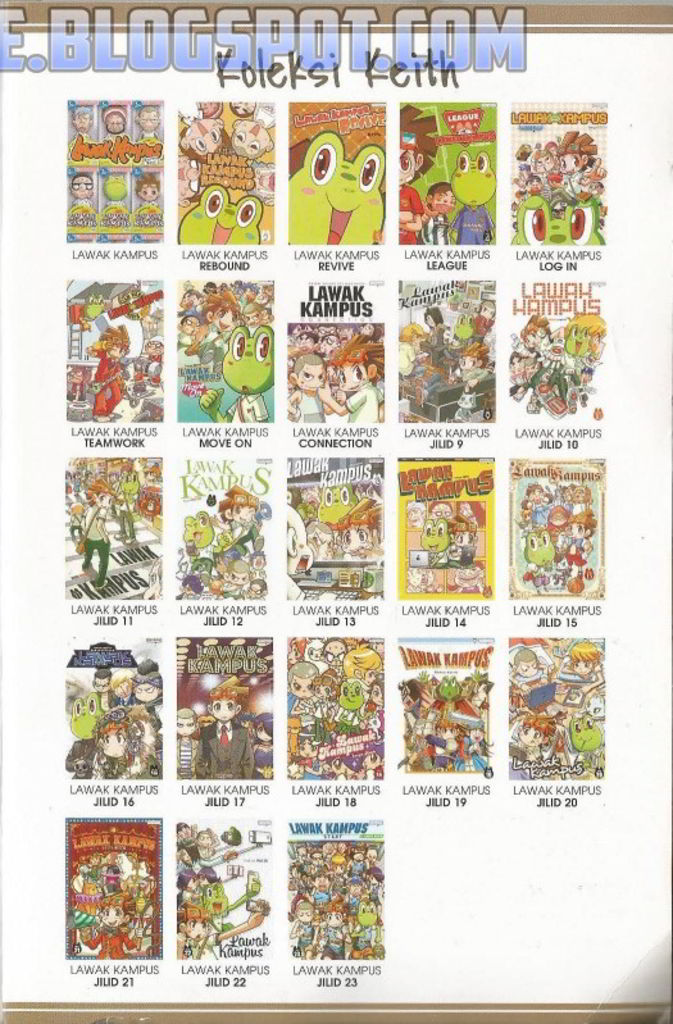 E.BLOGSPOT.COM
Koleksi Keith
LAWAK KAMPUS
LAWAK KAMPUS
REBOUND
LAWAK KAMPUS
REVIVE
LAWAK KAMPUS
LEAGUE
LAWAK KAMPUS
LOG IN
LAWAK KAMPUS
TEAMWORK
LAWAK KAMPUS
MOVE ON
LAWAK KAMPUS
CONNECTION
LAWAK KAMPUS
JILID 9
LAWAK KAMPUS
JILID 10
LAWAK KAMPUS
JILID 11
LAWAK KAMPUS
JILID 12
LAWAK KAMPUS
JILID 13
LAWAK KAMPUS
JILID 14
LAWAK KAMPUS
JILID 15
LAWAK KAMPUS
JILID 16
LAWAK KAMPUS
JILID 17
LAWAK KAMPUS
JILID 18
LAWAK KAMPUS
JILID 19
LAWAK KAMPUS
JILID 20
LAWAK KAMPUS
JILID 21
LAWAK KAMPUS
JILID 22
LAWAK KAMPUS
JILID 23